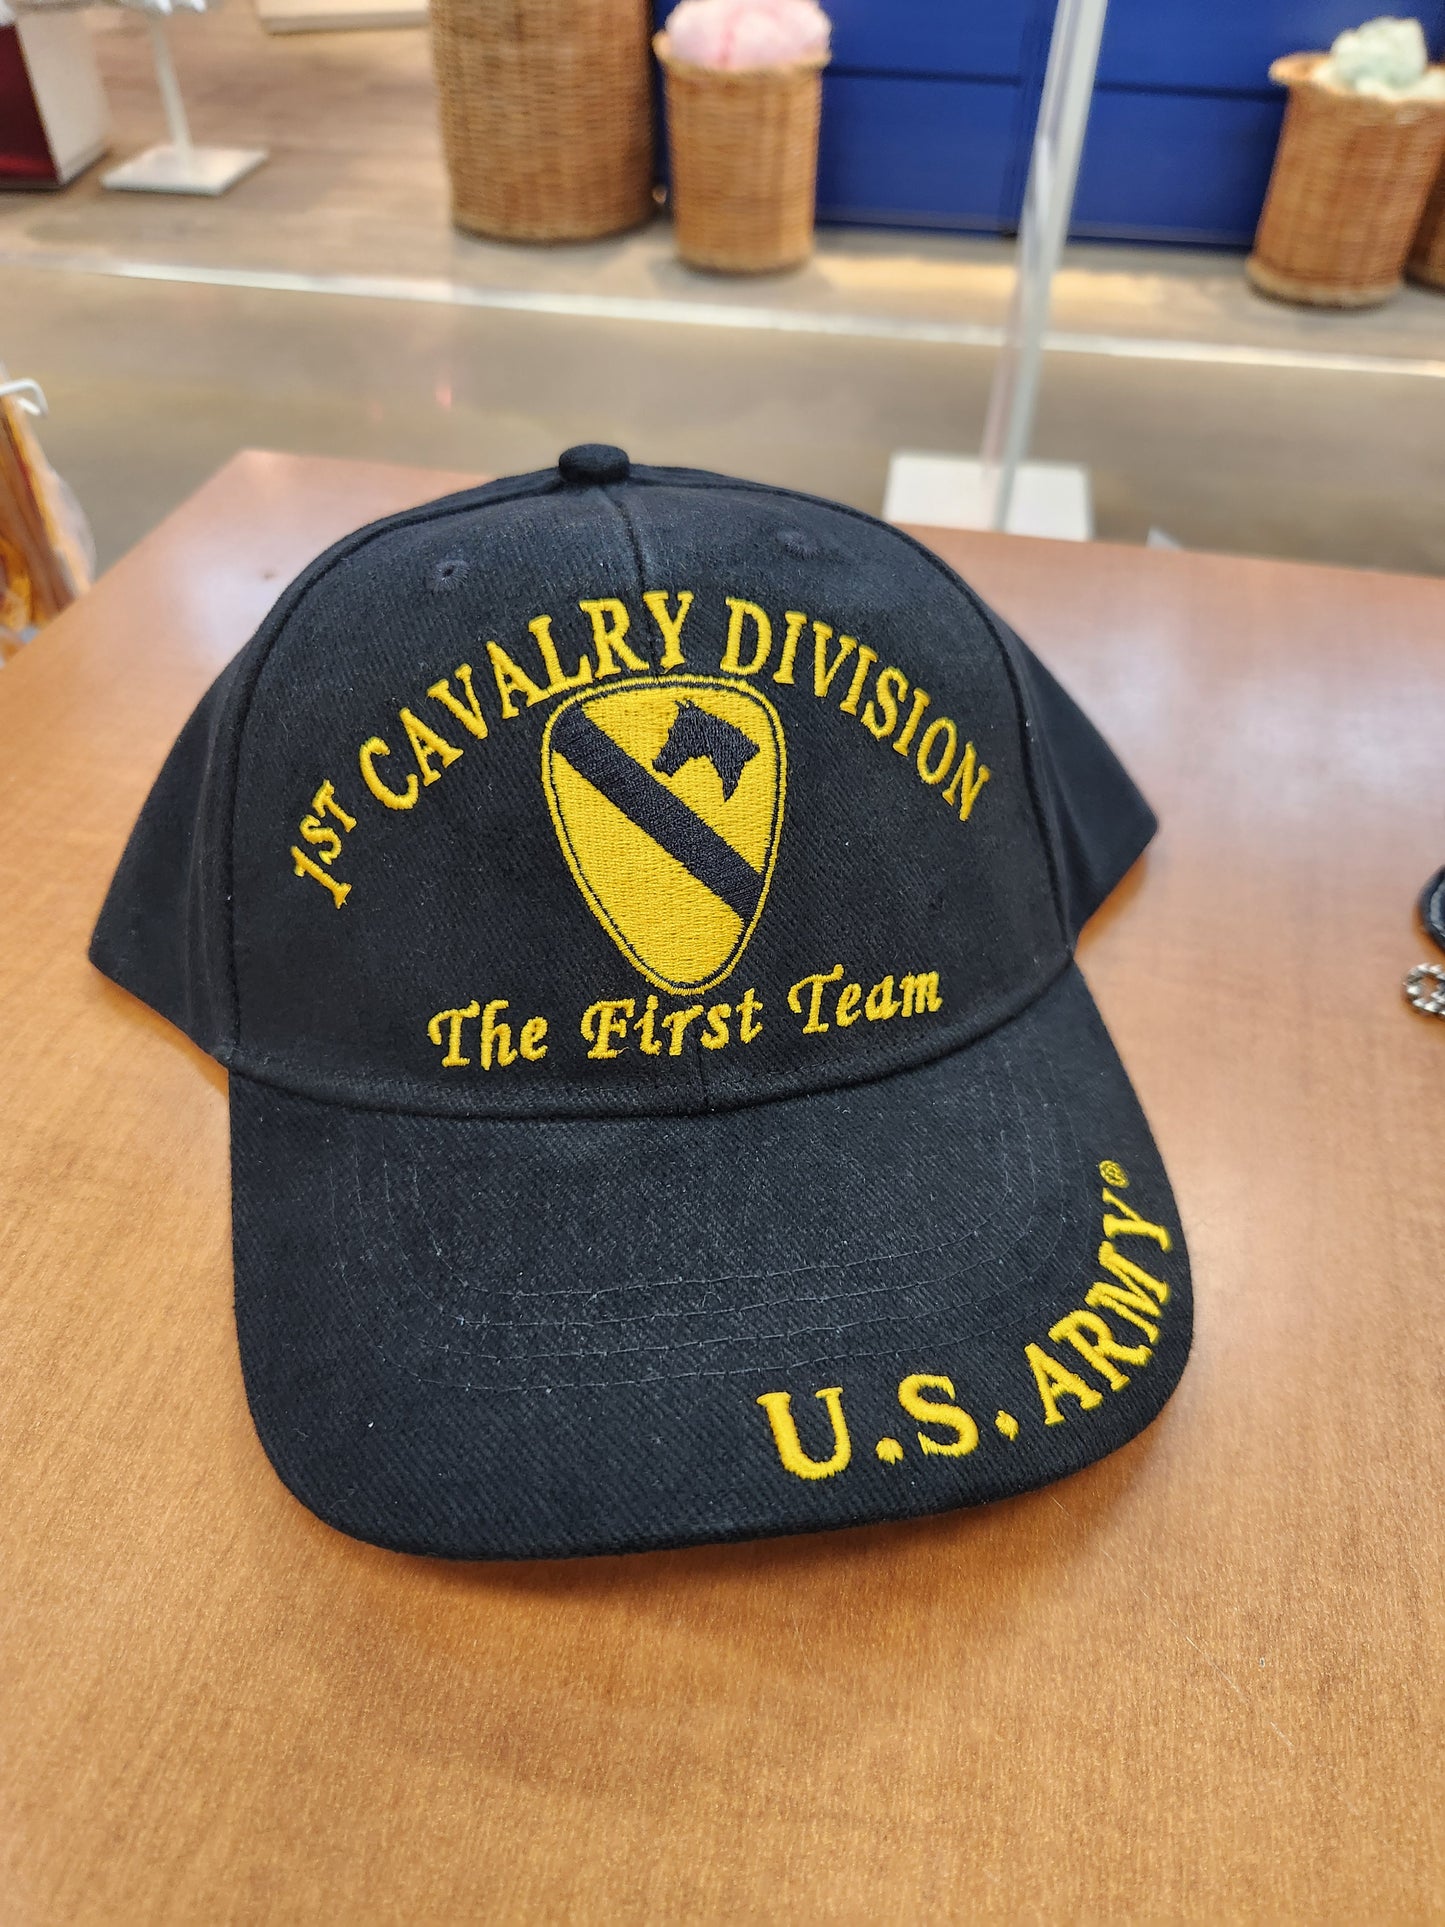 1ST CAVALRY DIVISION
The First Team
U.S. ARMY®